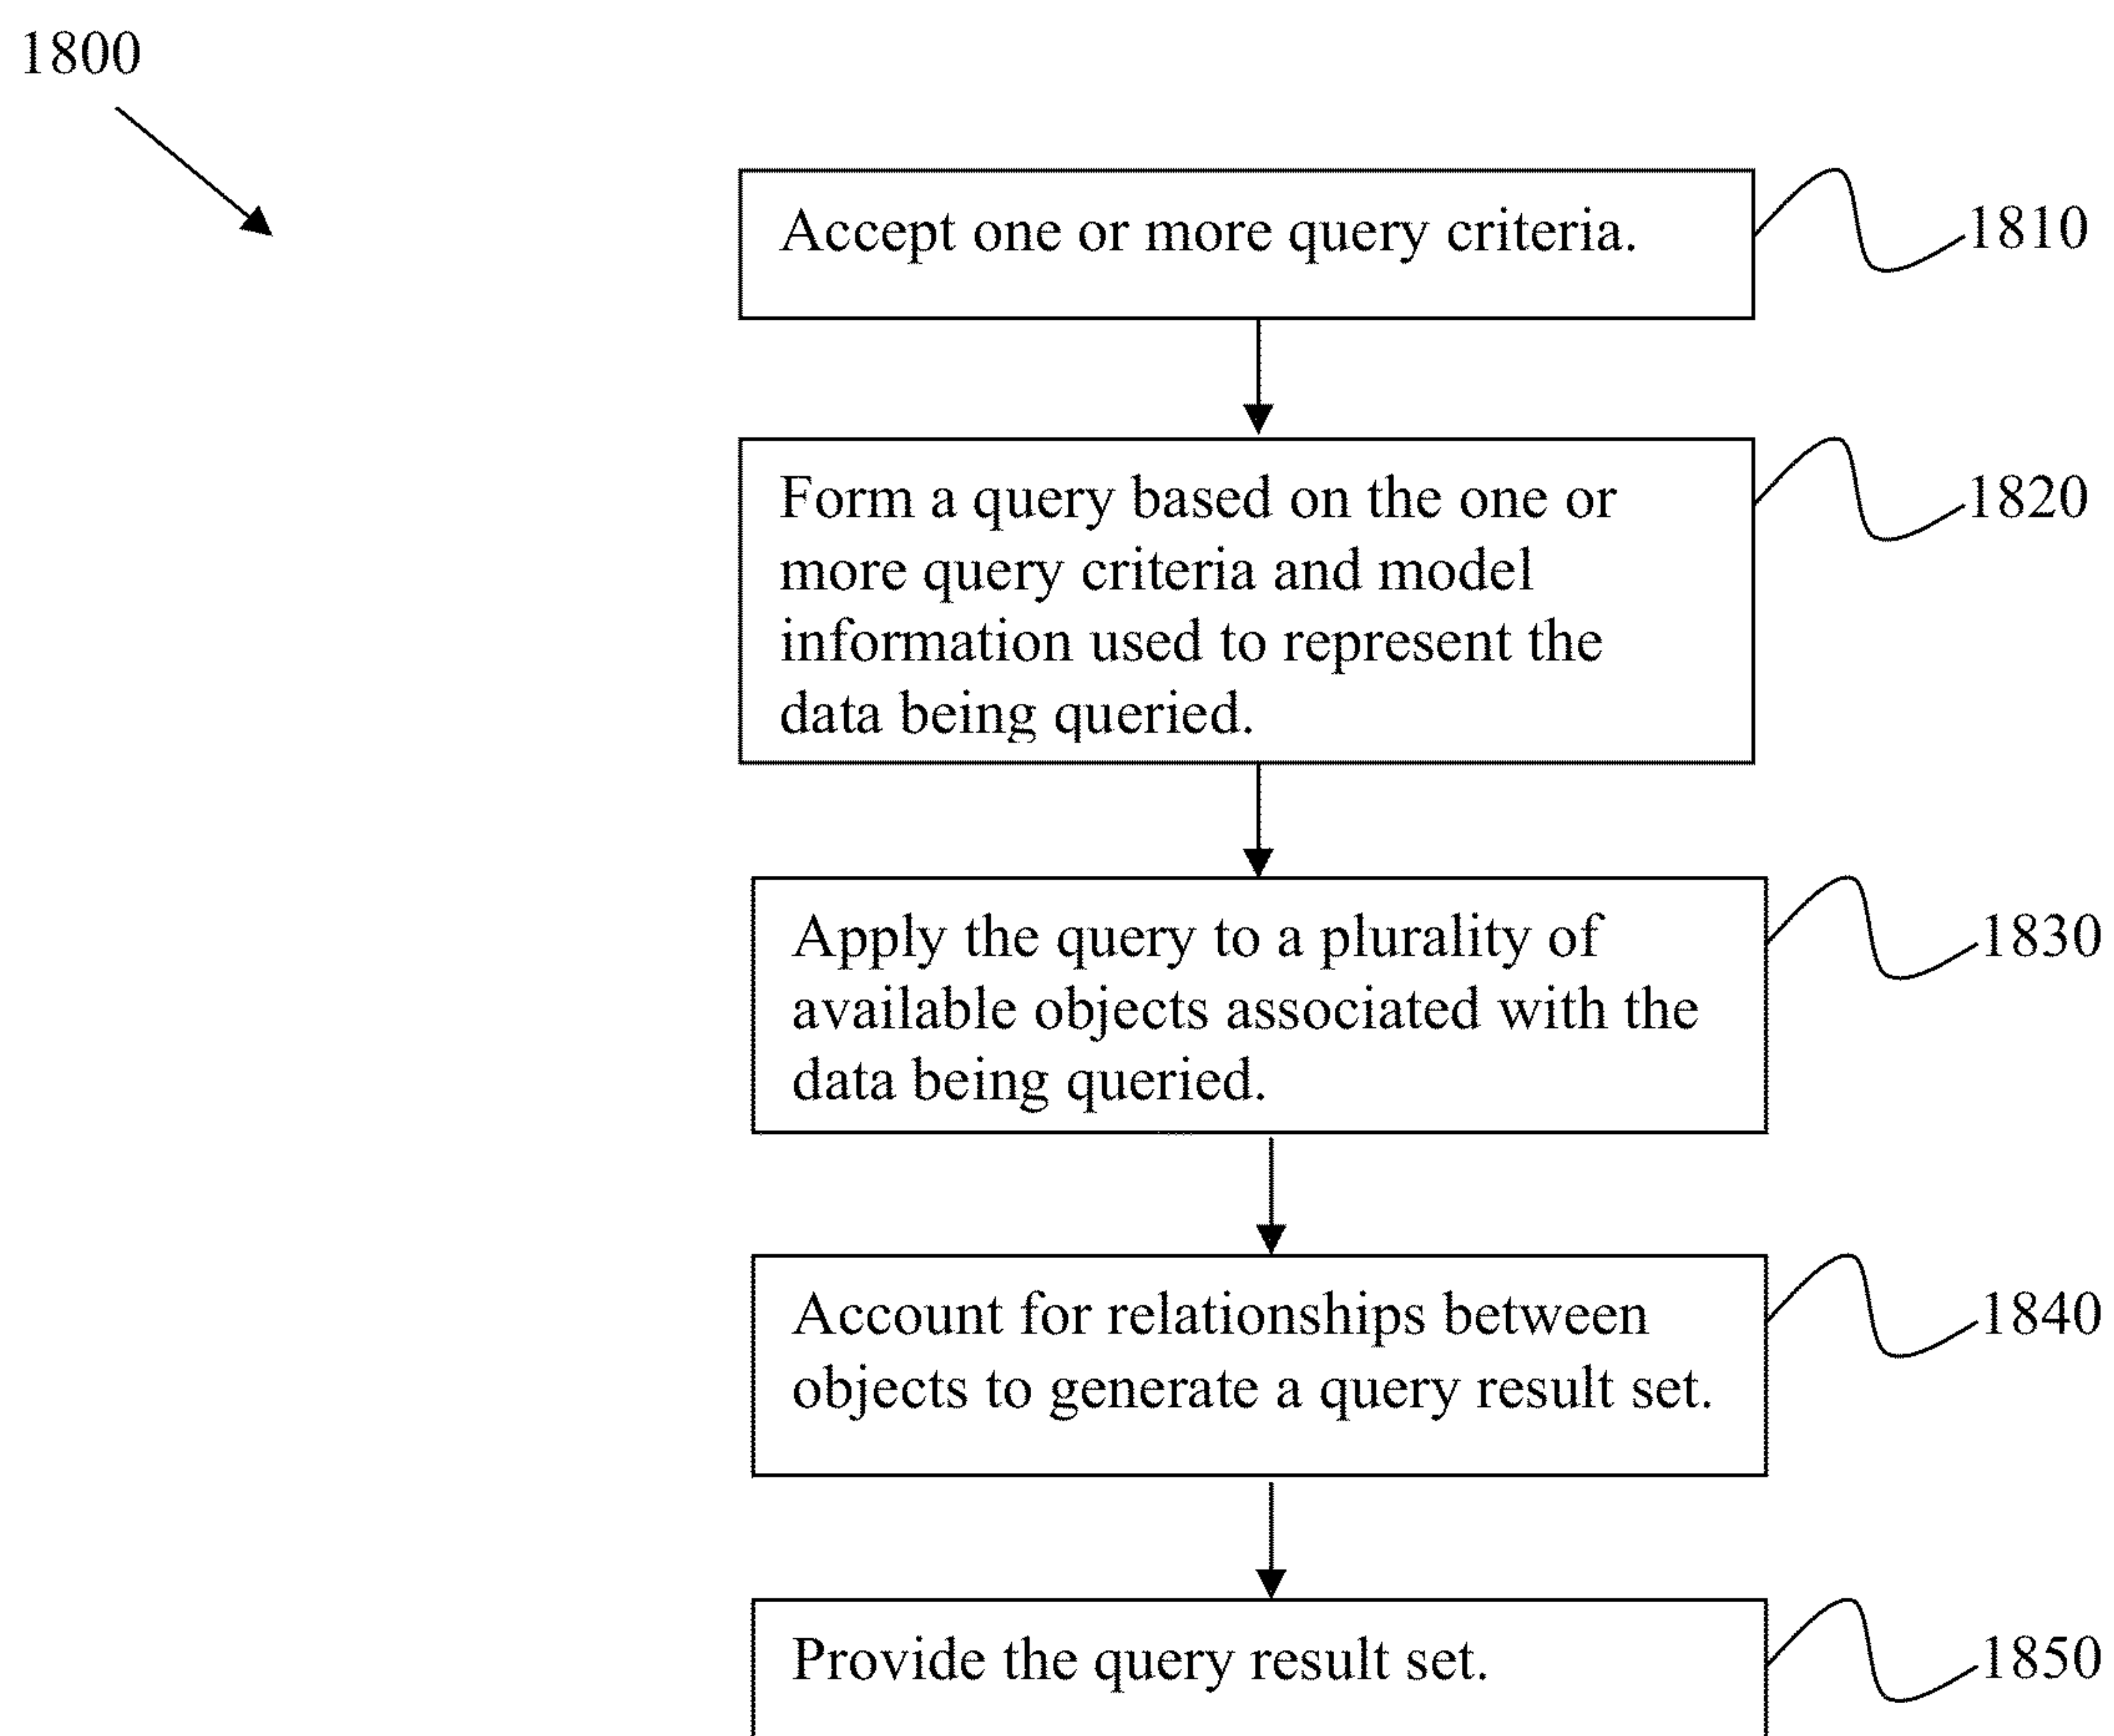 1800
Accept one or more query criteria.
1810
Form a query based on the one or
more query criteria and model
information used to represent the
data being queried.
1820
Apply the query to a plurality of
available objects associated with the
data being queried.
1830
Account for relationships between
objects to generate a query result set.
1840
Provide the query result set.
1850